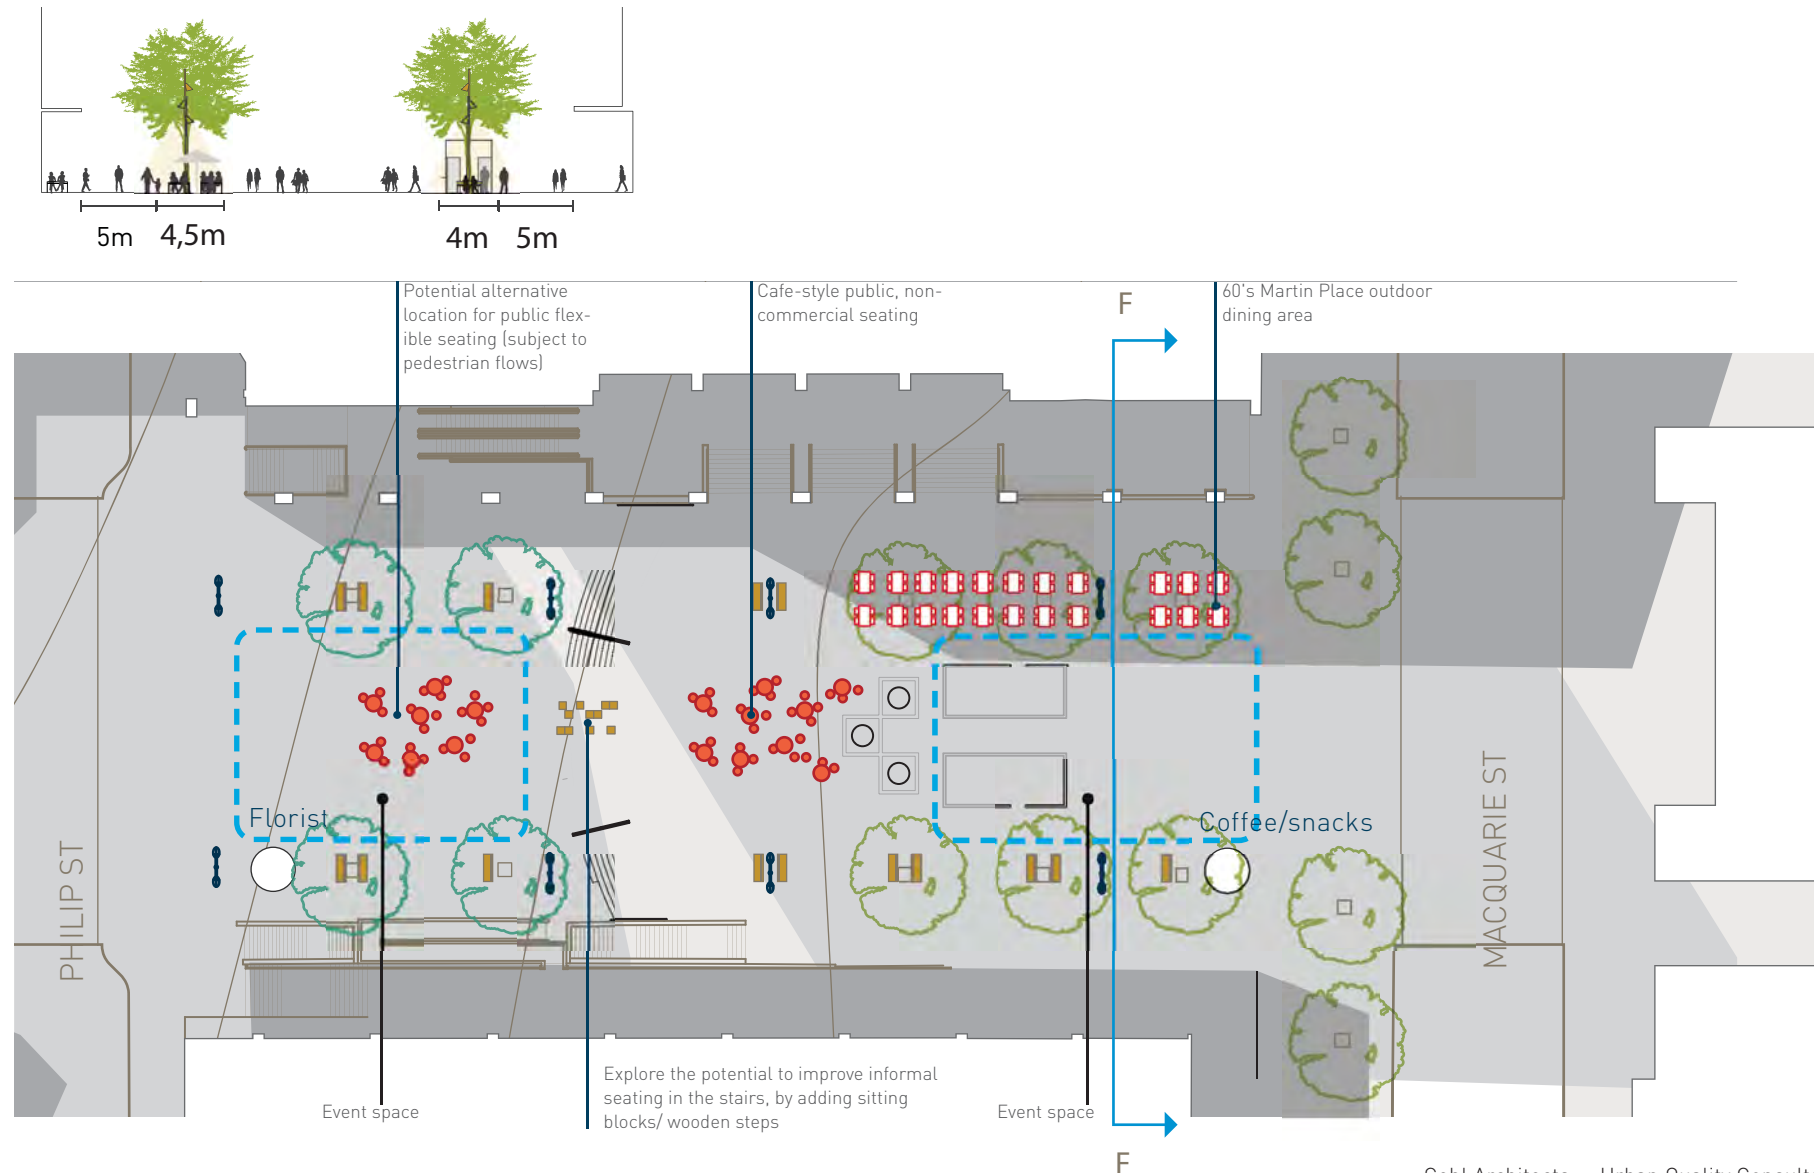 5m 4,5m
4m 5m
Potential alternative
location for public flex-
ible seating (subject to
pedestrian flows)
Cafe-style public, non-
commercial seating
F
60's Martin Place outdoor
dining area
Florist
Coffee/snacks
PHILIP ST
MACQUARIE ST
Event space
Explore the potential to improve informal
seating in the stairs, by adding sitting
blocks/ wooden steps
Event space
F